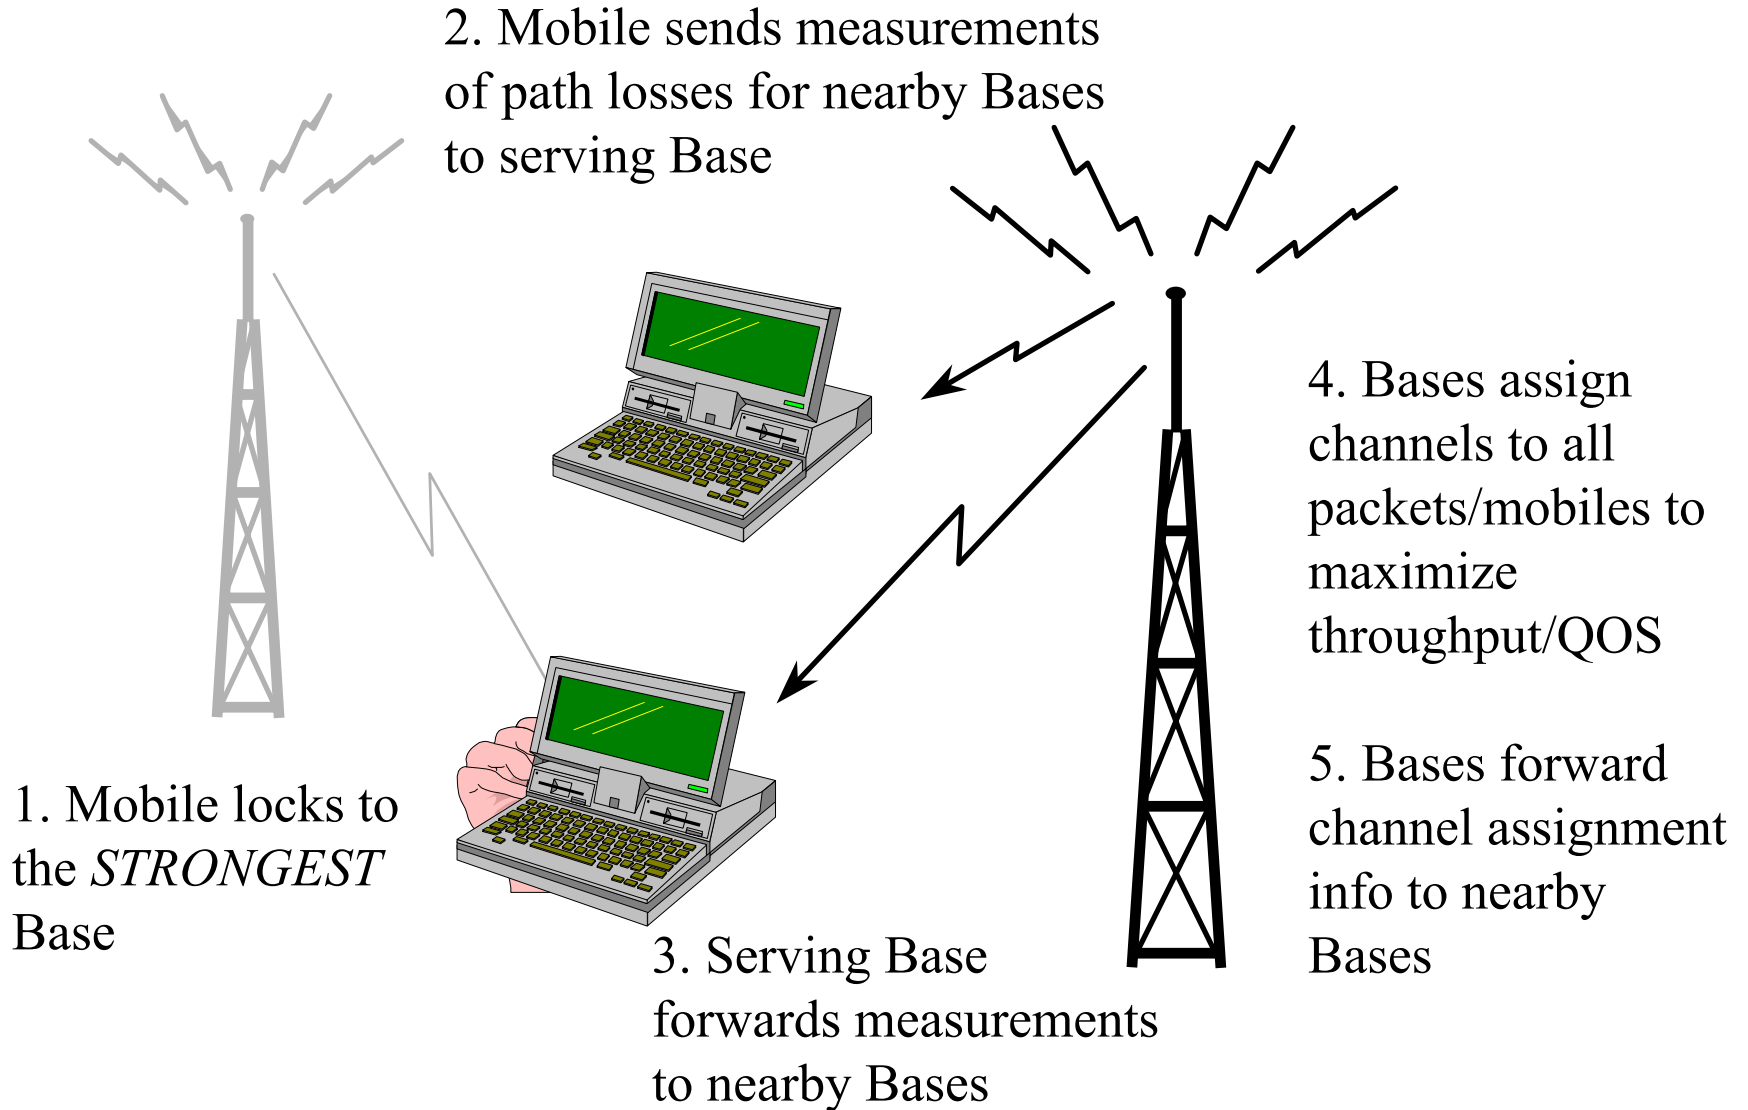 2. Mobile sends measurements
of path losses for nearby Bases
to serving Base
1. Mobile locks to
the STRONGEST
Base
3. Serving Base
forwards measurements
to nearby Bases
4. Bases assign
channels to all
packets/mobiles to
maximize
throughput/QOS
5. Bases forward
channel assignment
info to nearby
Bases